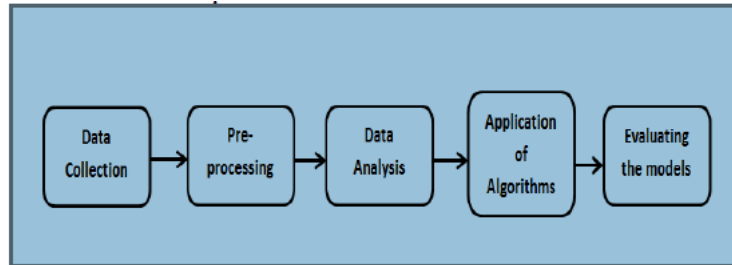 Data
Collection
Pre-
processing
Data
Analysis
Application
of
Algorithms
Evaluating
the models